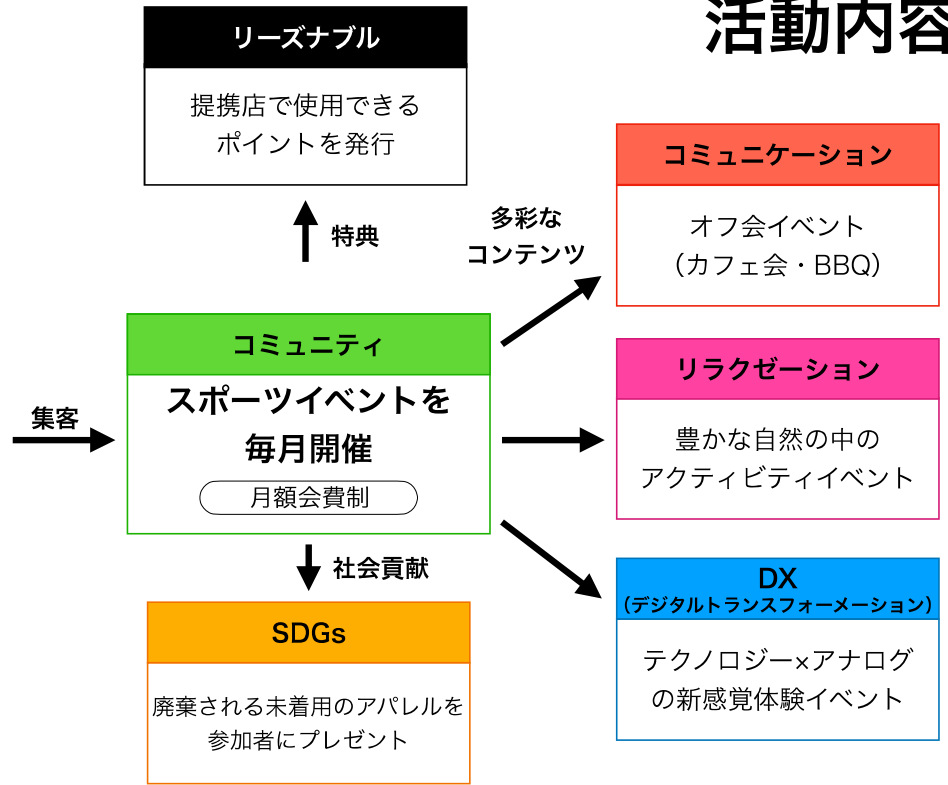 活動内容
リーズナブル
提携店で使用できる
ポイントを発行
特典
多彩な
コンテンツ
コミュニケーション
オフ会イベント
（カフェ会・BBQ）
集客
コミュニティ
スポーツイベントを
毎月開催
月額会費制
リラクゼーション
豊かな自然の中の
アクティビティイベント
社会貢献
SDGs
廃棄される未着用のアパレルを
参加者にプレゼント
DX
（デジタルトランスフォーメーション）
テクノロジー×アナログ
の新感覚体験イベント